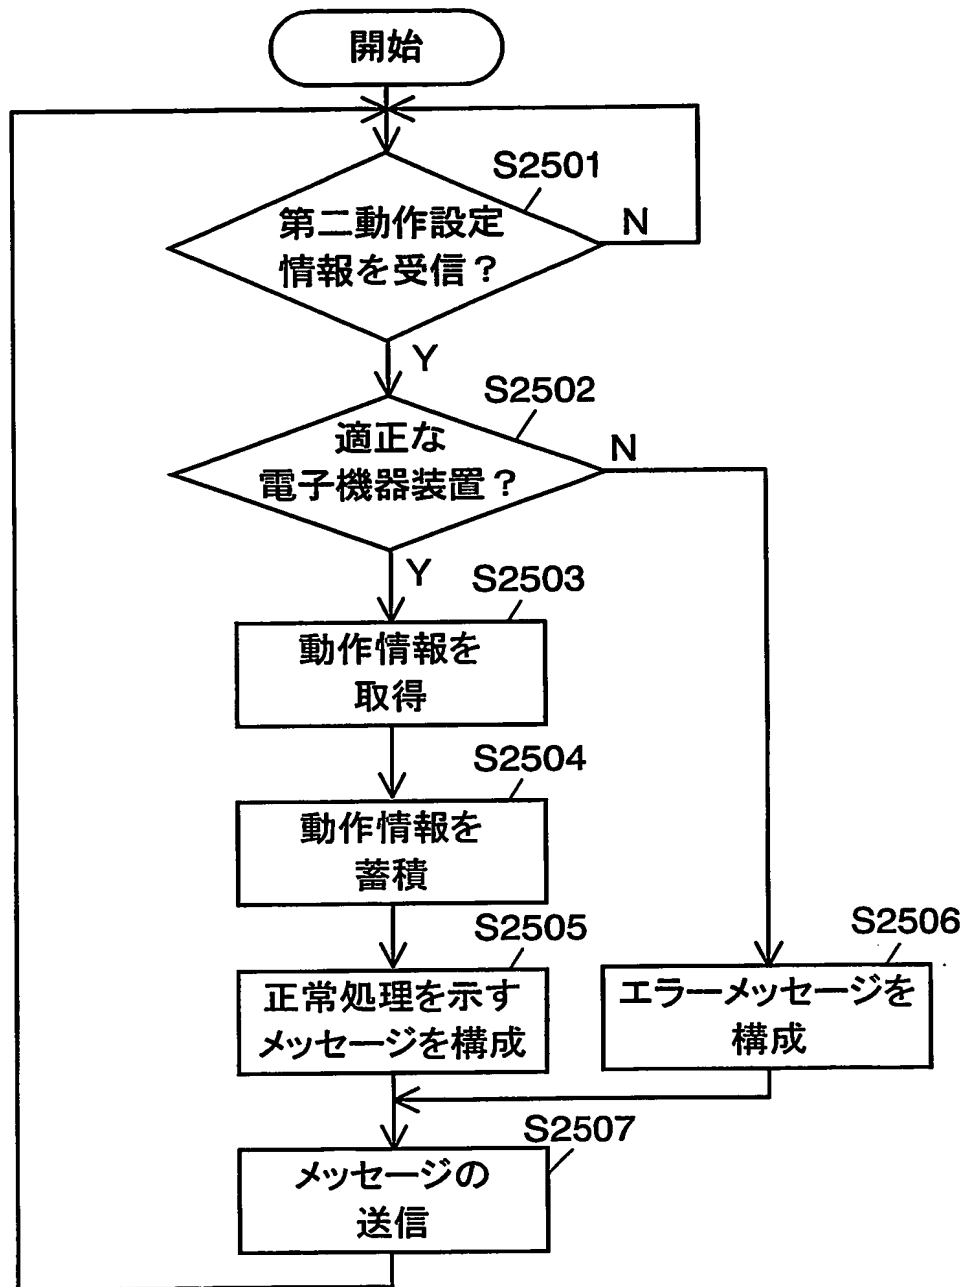 開始
S2501
第二動作設定
情報を受信？
N
Y
S2502
適正な
電子機器装置？
N
Y
S2503
動作情報を
取得
S2504
動作情報を
蓄積
S2505
正常処理を示す
メッセージを構成
S2506
エラーメッセージを
構成
S2507
メッセージの
送信